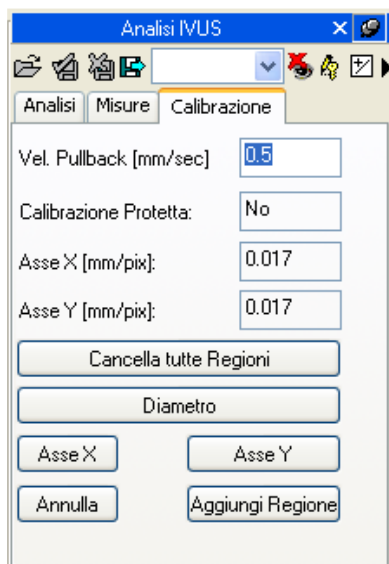 Analisi IVUS
Analisi Misure Calibrazione
Vel. Pullback [mm/sec] 0.5
Calibrazione Protetta: No
Asse X [mm/pix]: 0.017
Asse Y [mm/pix]: 0.017
Cancella tutte Regioni
Diametro
Asse X Asse Y
Annulla Aggiungi Regione